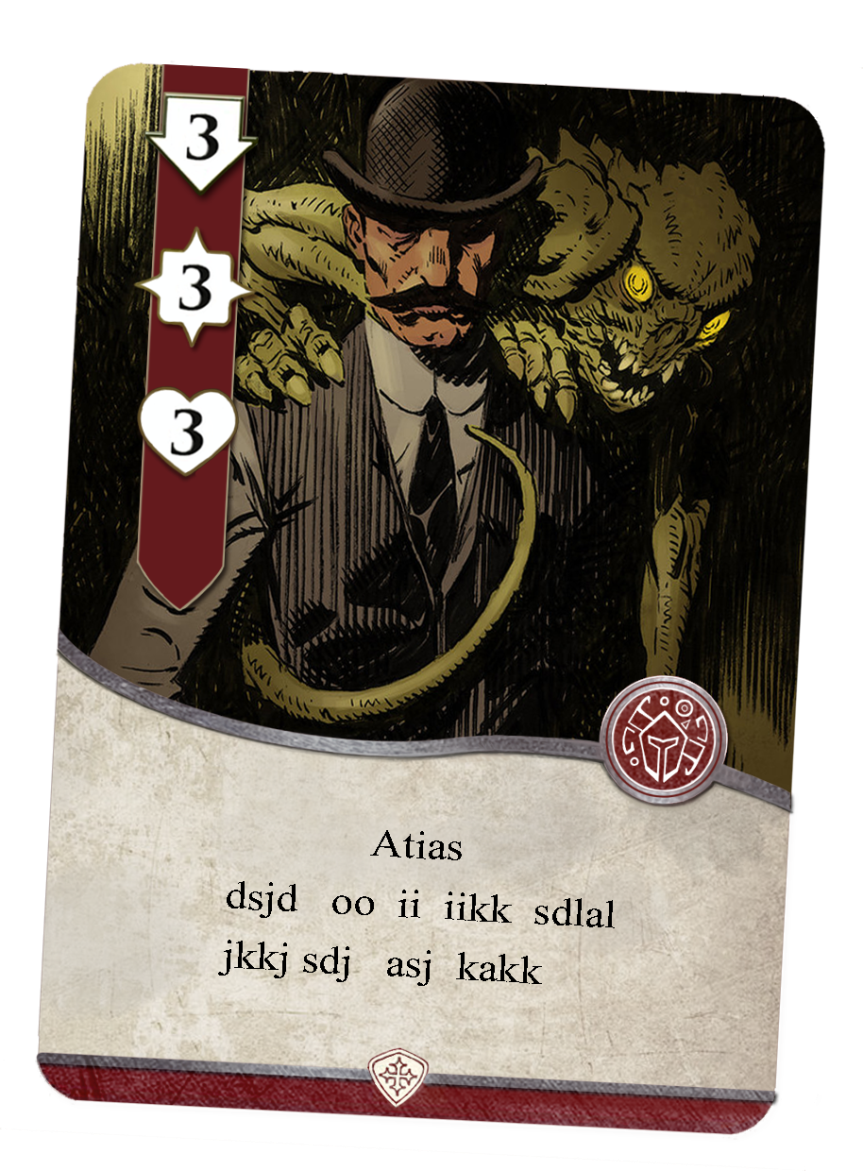 3
3
3
Atias
dsjd oo ii iikk sdlal
jkkj sdj asj kakk